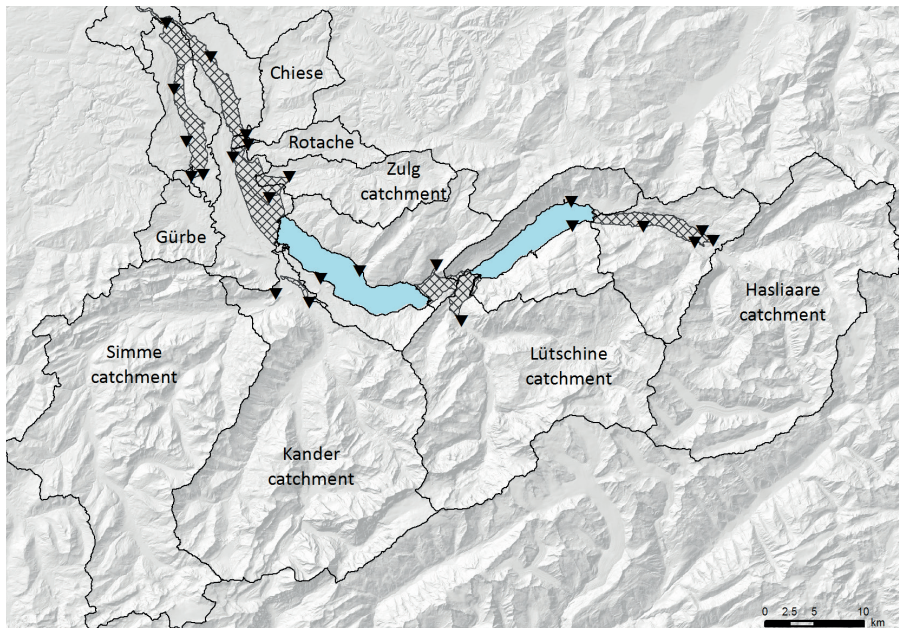 Chiese
Rotache
Zulg
catchment
Gürbe
Hasliaare
catchment
Simme
catchment
Lütschine
catchment
Kander
catchment
0 2.5 5 10
km